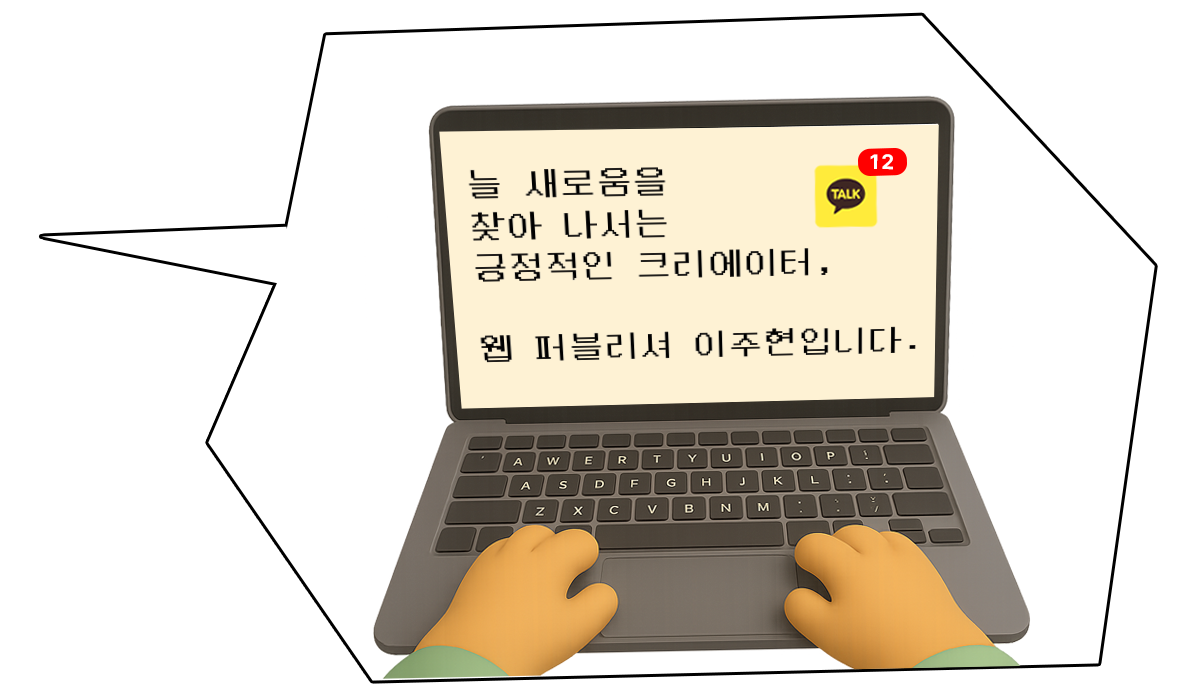 늘 새로움을
찾아 나서는
긍정적인 크리에이터,
웹 퍼블리셔 이주현입니다.
TALK
12
A W E R T Y U I O P !
A S D F G H J K L : :
Z X C V B N M